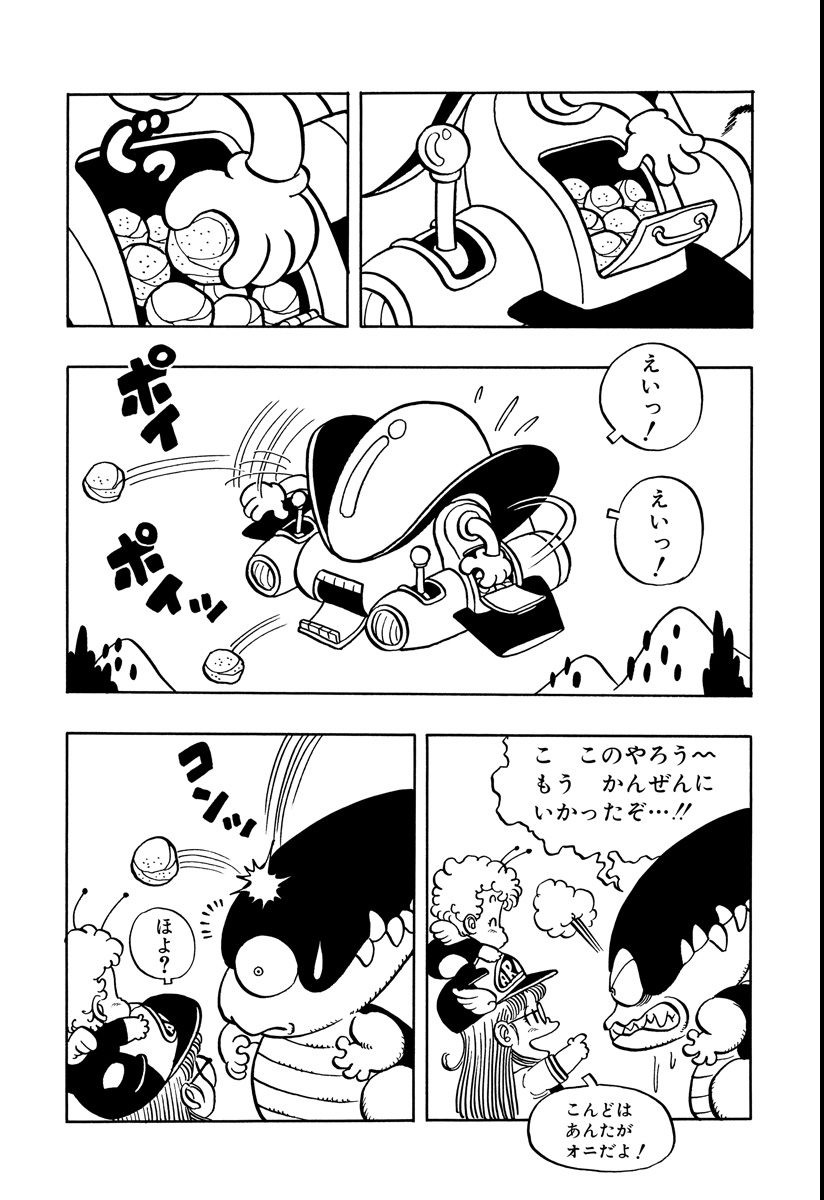 ポイ
ポイッ
えいっ！
えいっ！
こ　このやろう〜
もう　かんぜんに
いかったぞ…!!
こんどは
あんたが
オニだよ！
コンッ
ほよ？